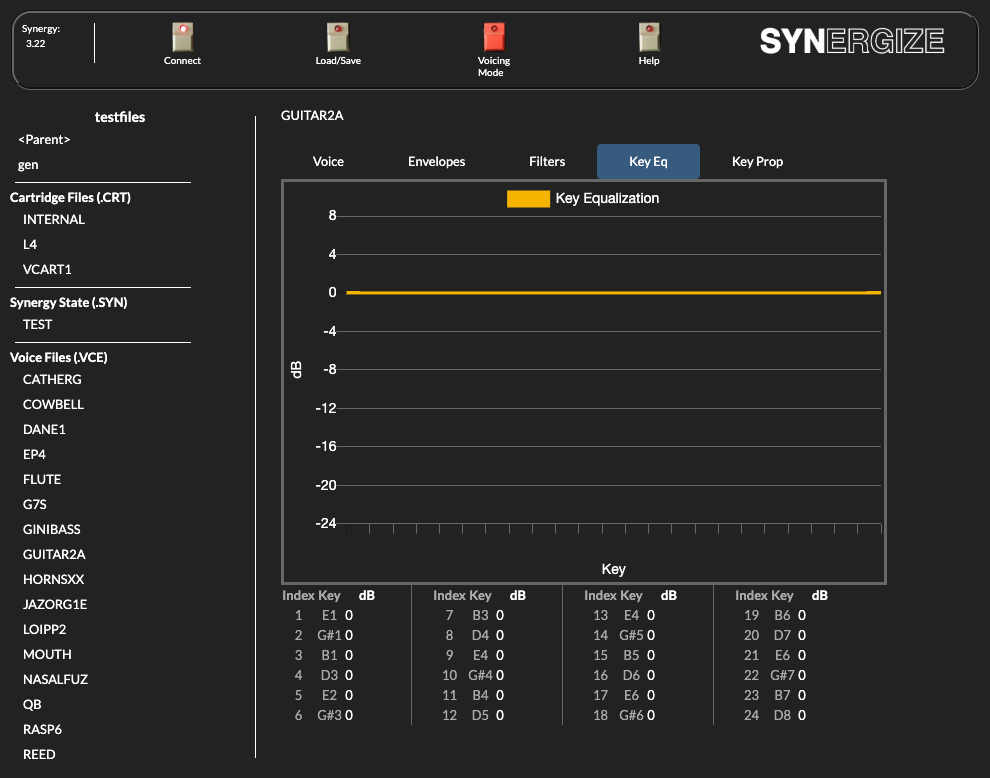 Synergy:
3.22
Connect
Load/Save
Voicing
Mode
Help
SYNERGIZE
testfiles
<Parent>
gen
Cartridge Files (.CRT)
INTERNAL
L4
VCART1
Synergy State (.SYN)
TEST
Voice Files (.VCE)
CATHERG
COWBELL
DANE1
EP4
FLUTE
G7S
GINIBASS
GUITAR2A
HORNSXX
JAZORG1E
LOIPP2
MOUTH
NASALFUZ
QB
RASP6
REED
GUITAR2A
Voice Envelopes Filters Key Eq Key Prop
Key Equalization
8
4
0
-4
-8
-12
-16
-20
-24
dB
Key
Index Key dB Index Key dB Index Key dB Index Key dB
1 E1 0 7 B3 0 13 E4 0 19 B6 0
2 G#1 0 8 D4 0 14 G#5 0 20 D7 0
3 B1 0 9 E4 0 15 B5 0 21 E6 0
4 D3 0 10 G#4 0 16 D6 0 22 G#7 0
5 E2 0 11 B4 0 17 E6 0 23 B7 0
6 G#3 0 12 D5 0 18 G#6 0 24 D8 0